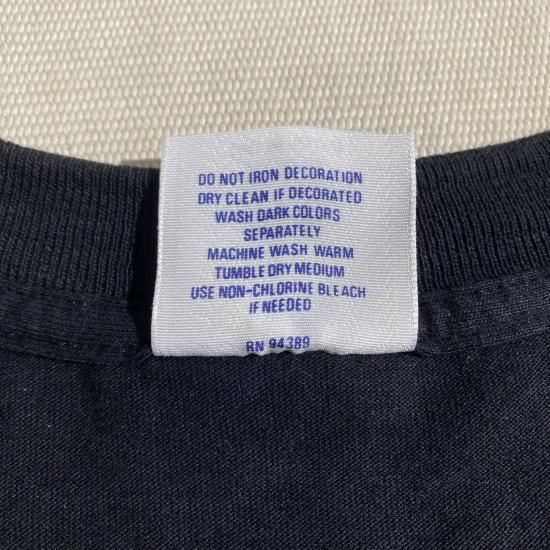 DO NOT IRON DECORATION
DRY CLEAN IF DECORATED
WASH DARK COLORS
SEPARATELY
MACHINE WASH WARM
TUMBLE DRY MEDIUM
USE NON-CHLORINE BLEACH
IF NEEDED
RN 94389